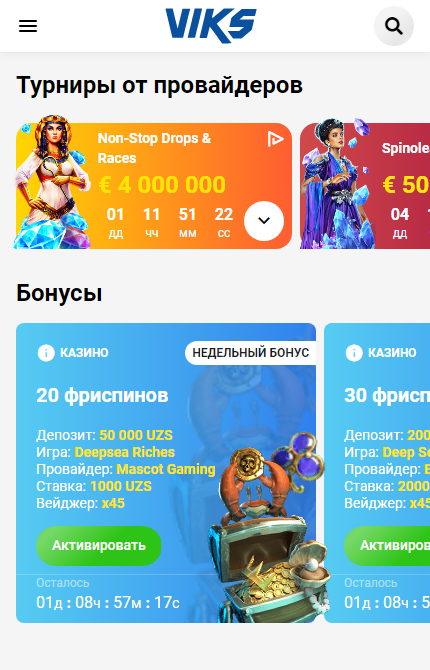 VIKS
Турниры от провайдеров
Non-Stop Drops &
Races
€ 4 000 000
01 11 51 22
ДД ЧЧ ММ СС
Spinole
€ 50
04
ДД
Бонусы
КАЗИНО
НЕДЕЛЬНЫЙ БОНУС
20 фриспинов
Депозит: 50 000 UZS
Игра: Deepsea Riches
Провайдер: Mascot Gaming
Ставка: 1000 UZS
Вейджер: x45
Активировать
Осталось
01д : 08ч : 57м : 17с
КАЗИНО
30 фрисп
Депозит: 200
Игра: Deep S
Провайдер:
Ставка: 2000
Вейджер: x45
Активиров
Осталось
01д : 08ч : 5